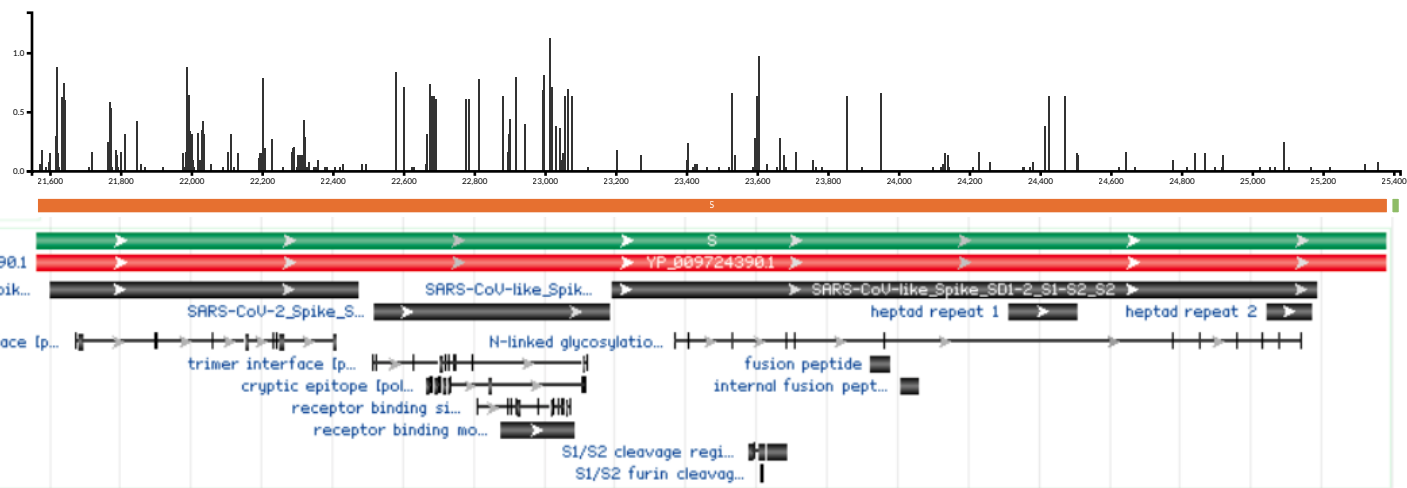 1.0
0.5
0.0
21,600 21,800 22,000 22,200 22,400 22,600 22,800 23,000 23,200 23,400 23,600 23,800 24,000 24,200 24,400 24,600 24,800 25,000 25,200 25,400
S
S
90.1 YP_009724390.1
pik... SARS-CoV-like_Spik... SARS-CoV-like_Spike_SD1-2_S1-S2_S2
SARS-CoV-2_Spike_S... heptad repeat 1 heptad repeat 2
ace [p... N-linked glycosylatio...
trimer interface [p... fusion peptide
cryptic epitope [pol... internal fusion pept...
receptor binding si...
receptor binding mo...
S1/S2 cleavage regi...
S1/S2 furin cleavag...